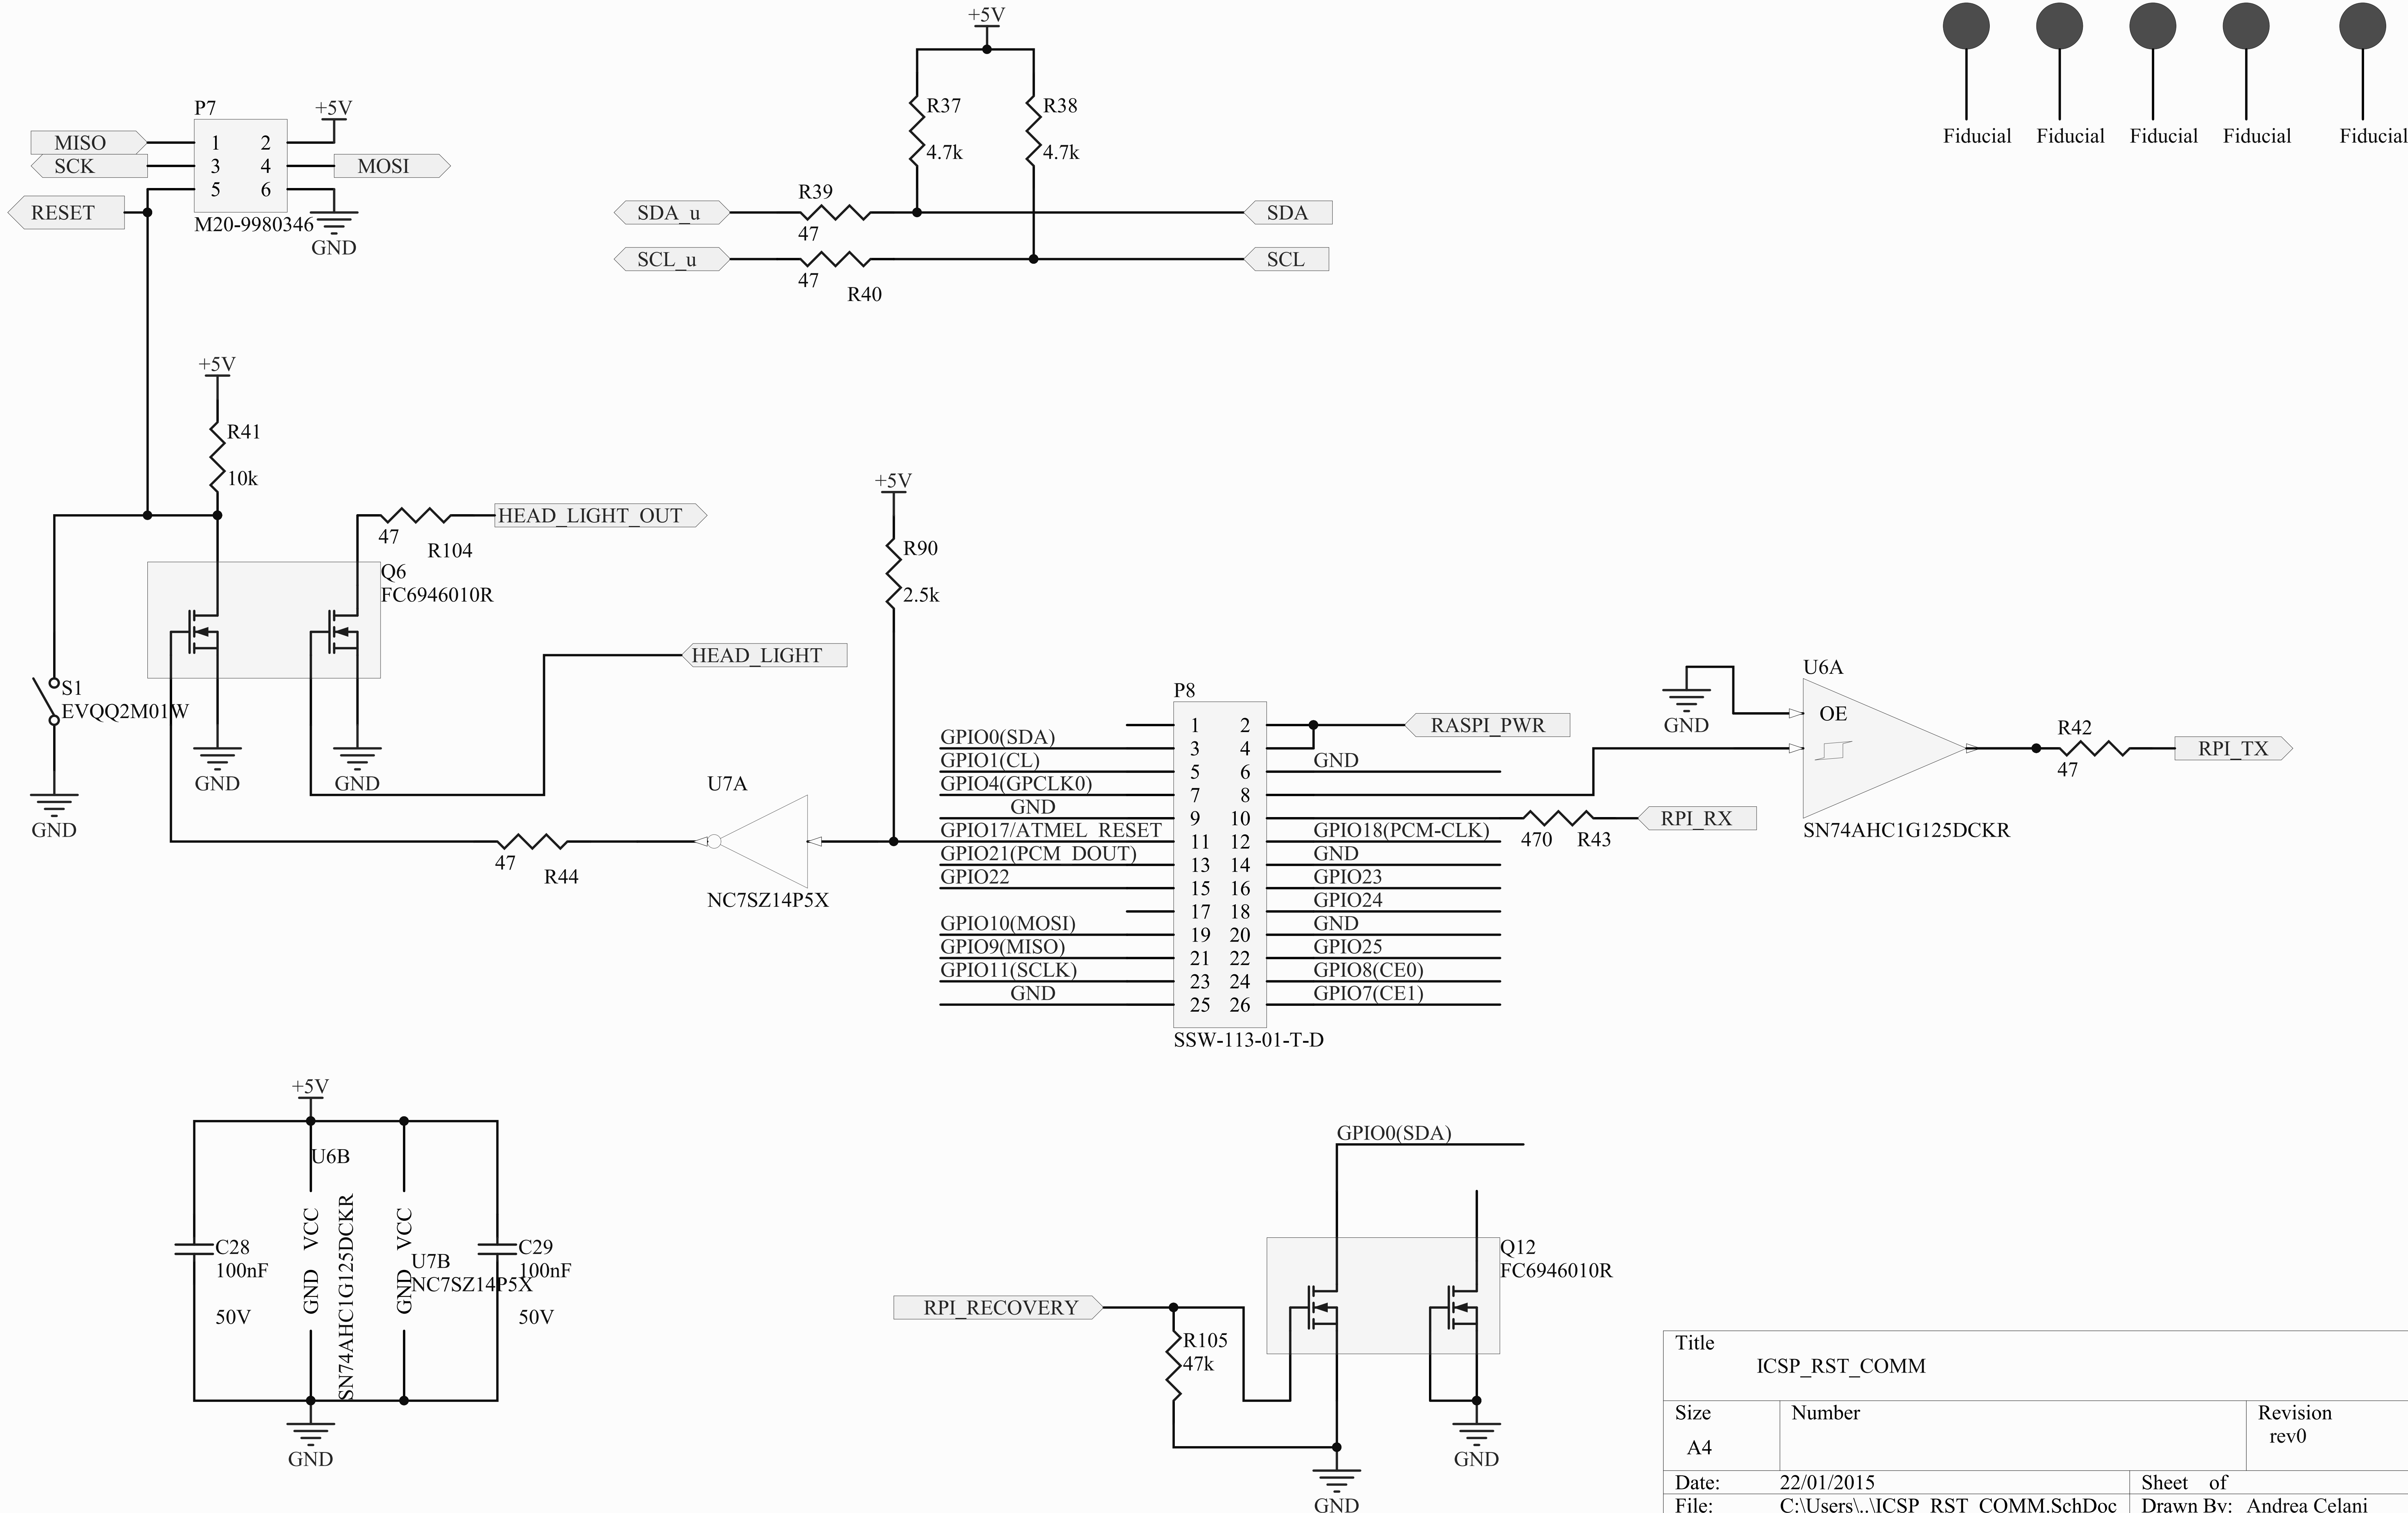 +5V
R37
4.7k
R38
4.7k
Fiducial
Fiducial
Fiducial
Fiducial
Fiducial
P7
+5V
MISO
1 2
SCK
3 4
MOSI
5 6
RESET
M20-9980346
GND
R39
SDA_u
47
SDA
SCL_u
47
R40
SCL
+5V
R41
10k
HEAD_LIGHT_OUT
47
R104
Q6
FC6946010R
+5V
R90
2.5k
HEAD_LIGHT
S1
EVQQ2M01W
GND
GND
GND
U7A
NC7SZ14P5X
47
R44
P8
1 2
RASPI_PWR
GPIO0(SDA)
3 4
GPIO1(CL)
5 6
GND
GPIO4(GPCLK0)
7 8
GND
9 10
GPIO17/ATMEL_RESET
11 12
GPIO18(PCM-CLK)
GPIO21(PCM_DOUT)
13 14
GND
GPIO22
15 16
GPIO23
17 18
GPIO24
GPIO10(MOSI)
19 20
GND
GPIO9(MISO)
21 22
GPIO25
GPIO11(SCLK)
23 24
GPIO8(CE0)
GND
25 26
GPIO7(CE1)
SSW-113-01-T-D
470
R43
RPI_RX
GND
U6A
OE
SN74AHC1G125DCKR
R42
47
RPI_TX
+5V
U6B
C28
100nF
50V
VCC
GND
SN74AHC1G125DCKR
VCC
GND
U7B
NC7SZ14P5X
C29
100nF
50V
GND
GPIO0(SDA)
Q12
FC6946010R
RPI_RECOVERY
R105
47k
GND
GND
Title
ICSP_RST_COMM
Size
A4
Number
Revision
rev0
Date: 22/01/2015
Sheet of
File: C:\Users\..\ICSP_RST_COMM.SchDoc
Drawn By: Andrea Celani